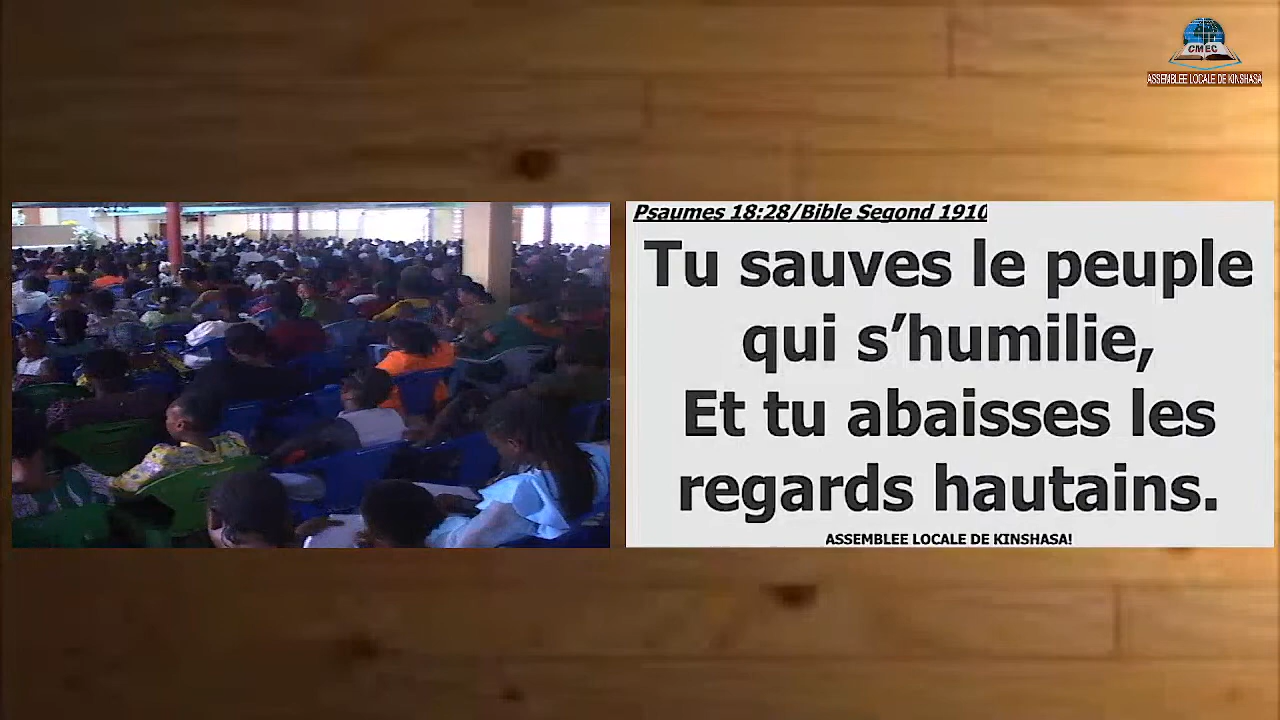 CMEC
ASSEMBLEE LOCALE DE KINSHASA
Psaumes 18:28/Bible Segond 1910
Tu sauves le peuple
qui s’humilie,
Et tu abaisses les
regards hautains.
ASSEMBLEE LOCALE DE KINSHASA!